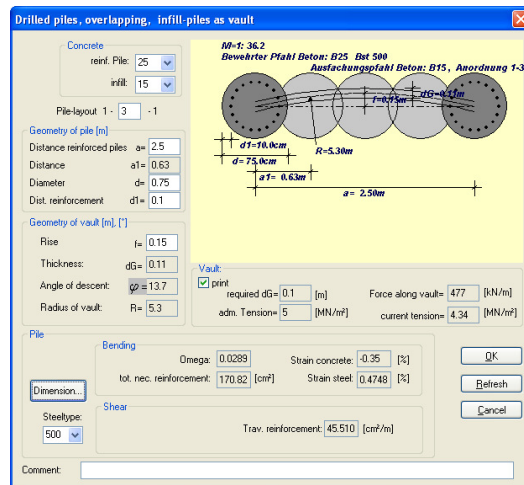 Drilled piles, overlapping, infill-piles as vault
Concrete
reinf. Pile: 25
infill: 15
Pile-layout 1 - 3 - 1
Geometry of pile [m]
Distance reinforced piles a= 2.5
Distance a1= 0.63
Diameter d= 0.75
Dist. reinforcement d1= 0.1
Geometry of vault [m], [°]
Rise f= 0.15
Thickness: dG= 0.11
Angle of descent: φ = 13.7
Radius of vault: R= 5.3
M=1: 36.2
Bewehrter Pfahl Beton: B25 Bst 500
Ausfachungspfahl Beton: B15, Anordnung 1-3
dG=0.11m
f=0.15m
d1=10.0cm
R=5.30m
d= 75.0cm
a1= 0.63m
a= 2.50m
Vault:
print
required dG= 0.1 [m]
Force along vault= 477 [kN/m]
adm. Tension= 5 [MN/m²]
current tension= 4.34 [MN/m²]
Pile
Bending
Omega: 0.0289
Strain concrete: -0.35 [%]
tot. nec. reinforcement: 170.82 [cm²]
Strain steel: 0.4748 [%]
Dimension...
Shear
Steeltype:
500
Trav. reinforcement: 45.510 [cm²/m]
OK
Refresh
Cancel
Comment: